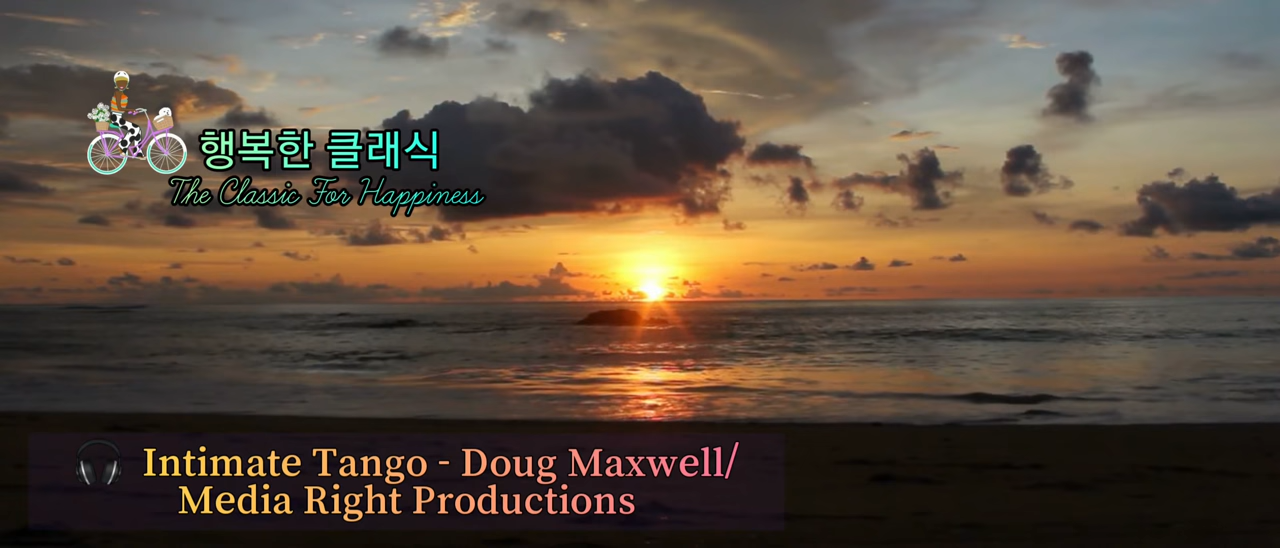 행복한 클래식
The Classic For Happiness
Intimate Tango - Doug Maxwell/
Media Right Productions